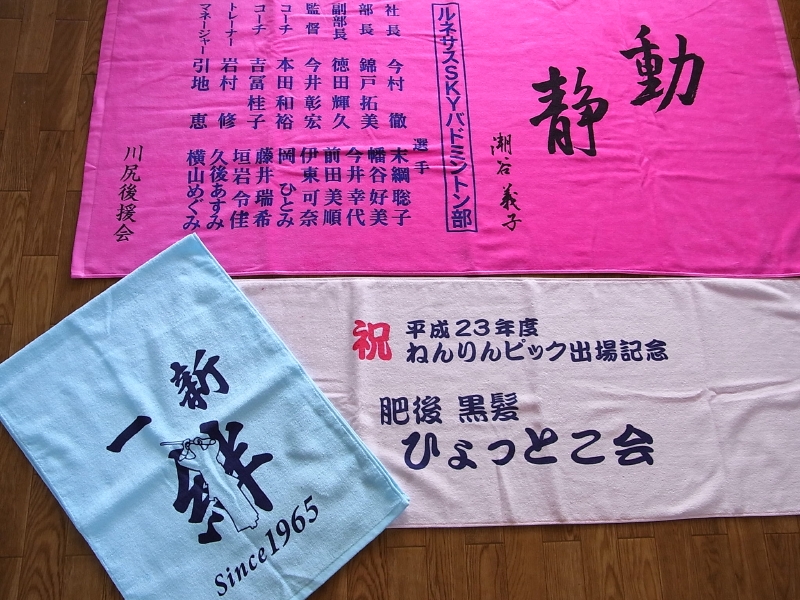 動
静
潮谷 義子
ルネサスSKYバドミントン部
社長 今村 徹
部長 錦戸拓美
副部長 徳田輝久
監督 今井彰宏
コーチ 本田和裕
コーチ 吉冨桂子
トレーナー 岩村 修
マネージャー 引地 恵
選手
末綱聡子
幡谷好美
今井幸代
前田美順
伊東可奈
岡 ひとみ
藤井瑞希
垣岩令佳
久後あすみ
横山めぐみ
川尻後援会
祝 平成23年度
ねんりんピック出場記念
肥後 黒髪
ひょっとこ会
一新
絆
Since1965